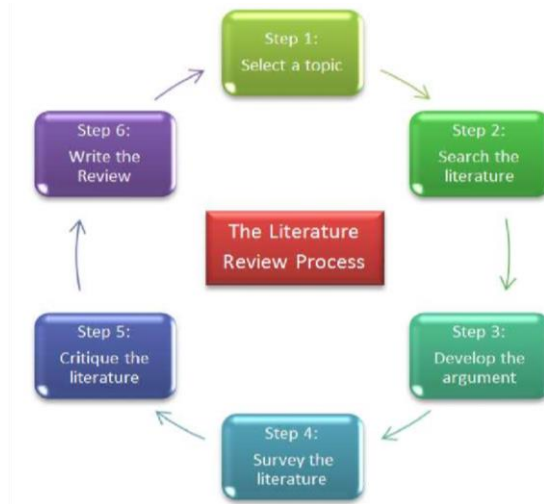 Step 1:
Select a topic
Step 2:
Search the
literature
Step 3:
Develop the
argument
Step 4:
Survey the
literature
Step 5:
Critique the
literature
Step 6:
Write the
Review
The Literature
Review Process